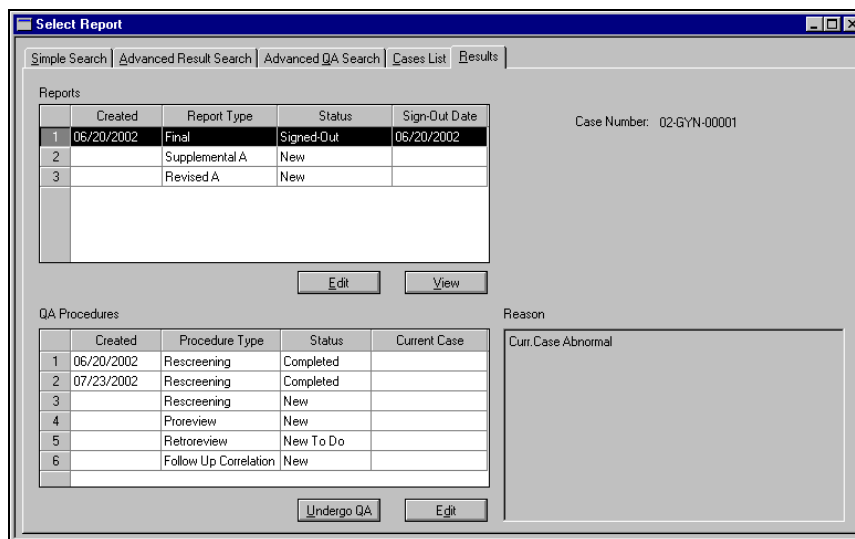 Select Report
Simple Search Advanced Result Search Advanced QA Search Cases List Results
Reports
Created Report Type Status Sign-Out Date
1 06/20/2002 Final Signed-Out 06/20/2002
2 Supplemental A New
3 Revised A New
Case Number: 02-GYN-00001
Edit View
QA Procedures
Created Procedure Type Status Current Case
1 06/20/2002 Rescreening Completed
2 07/23/2002 Rescreening Completed
3 Rescreening New
4 Proreview New
5 Retroreview New To Do
6 Follow Up Correlation New
Undergo QA Edit
Reason
Curr.Case Abnormal